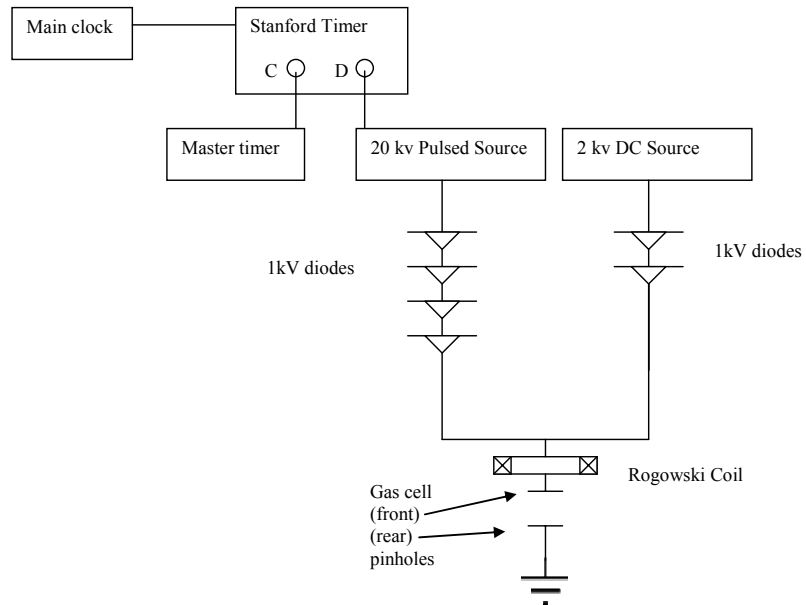 Main clock
Stanford Timer
C
D
Master timer
20 kv Pulsed Source
2 kv DC Source
1kV diodes
1kV diodes
Rogowski Coil
Gas cell
(front)
(rear)
pinholes